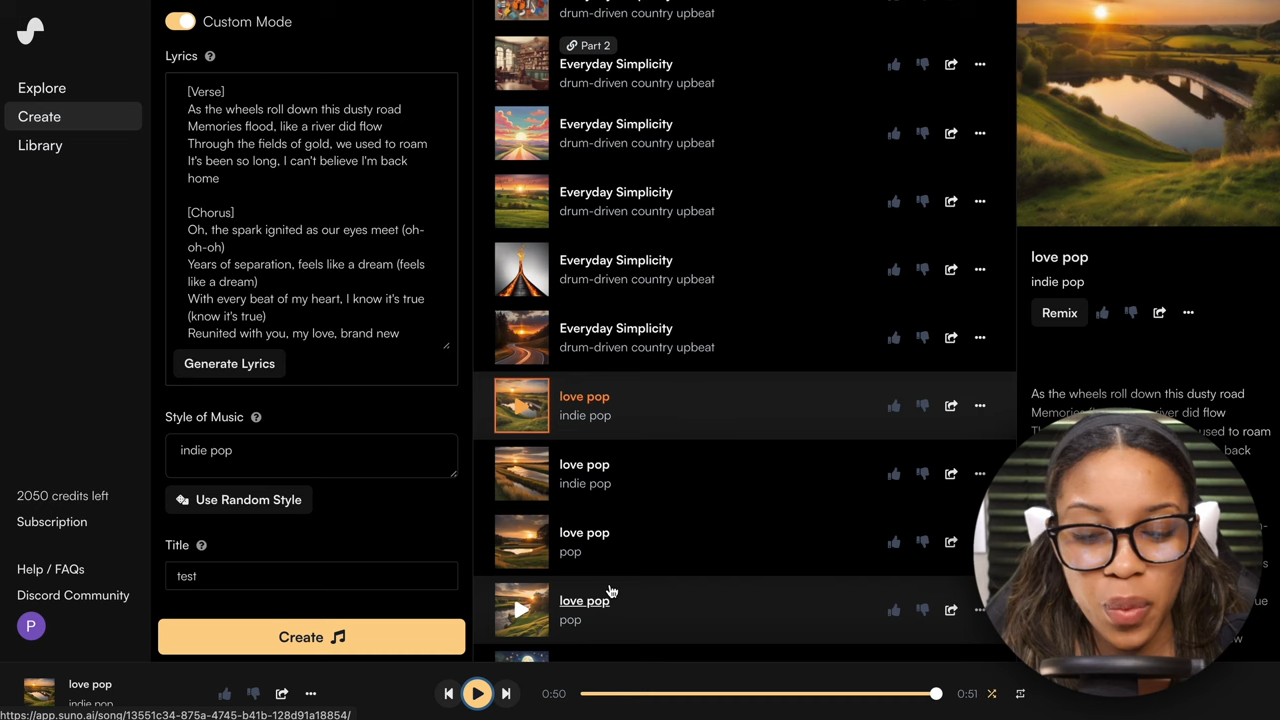 Explore
Create
Library
2050 credits left
Subscription
Help / FAQs
Discord Community
P
Custom Mode
Lyrics
[Verse]
As the wheels roll down this dusty road
Memories flood, like a river did flow
Through the fields of gold, we used to roam
It's been so long, I can't believe I'm back
home
[Chorus]
Oh, the spark ignited as our eyes meet (oh-
oh-oh)
Years of separation, feels like a dream (feels
like a dream)
With every beat of my heart, I know it's true
(know it's true)
Reunited with you, my love, brand new
Generate Lyrics
Style of Music
indie pop
Use Random Style
Title
test
Create
drum-driven country upbeat
Part 2
Everyday Simplicity
drum-driven country upbeat
Everyday Simplicity
drum-driven country upbeat
Everyday Simplicity
drum-driven country upbeat
Everyday Simplicity
drum-driven country upbeat
Everyday Simplicity
drum-driven country upbeat
love pop
indie pop
love pop
indie pop
love pop
pop
love pop
pop
love pop
indie pop
Remix
As the wheels roll down this dusty road
Memories river did flow
used to roam
back
love pop
indie pop
0:50
0:51
https://app.suno.ai/song/13551c34-875a-4745-b41b-128d91a18854/